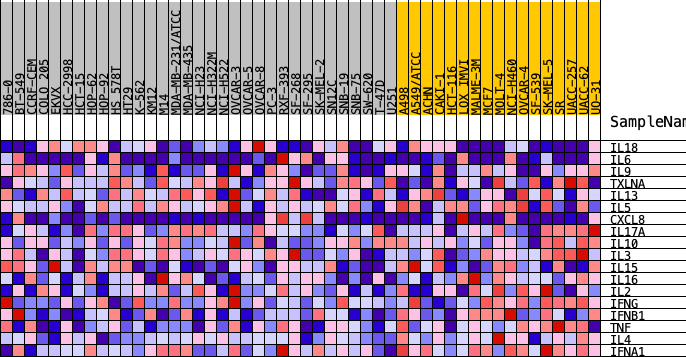 786-0
BT-549
CCRF-CEM
COLO 205
EKVX
HCC-2998
HCT-15
HOP-62
HOP-92
HS 578T
HT29
K-562
KM12
M14
MDA-MB-231/ATCC
MDA-MB-435
NCI-H23
NCI-H322M
NCI-H522
OVCAR-3
OVCAR-5
OVCAR-8
PC-3
RXF-393
SF-268
SF-295
SK-MEL-2
SN12C
SNB-19
SNB-75
SW-620
T-47D
U251
A498
A549/ATCC
ACHN
CAKI-1
HCT-116
LOX IMVI
MALME-3M
MCF7
MOLT-4
NCI-H460
OVCAR-4
SF-539
SK-MEL-5
SR
UACC-257
UACC-62
UO-31
SampleNam
IL18
IL6
IL9
TXLNA
IL13
IL5
CXCL8
IL17A
IL10
IL3
IL15
IL16
IL2
IFNG
IFNB1
TNF
IL4
IFNA1